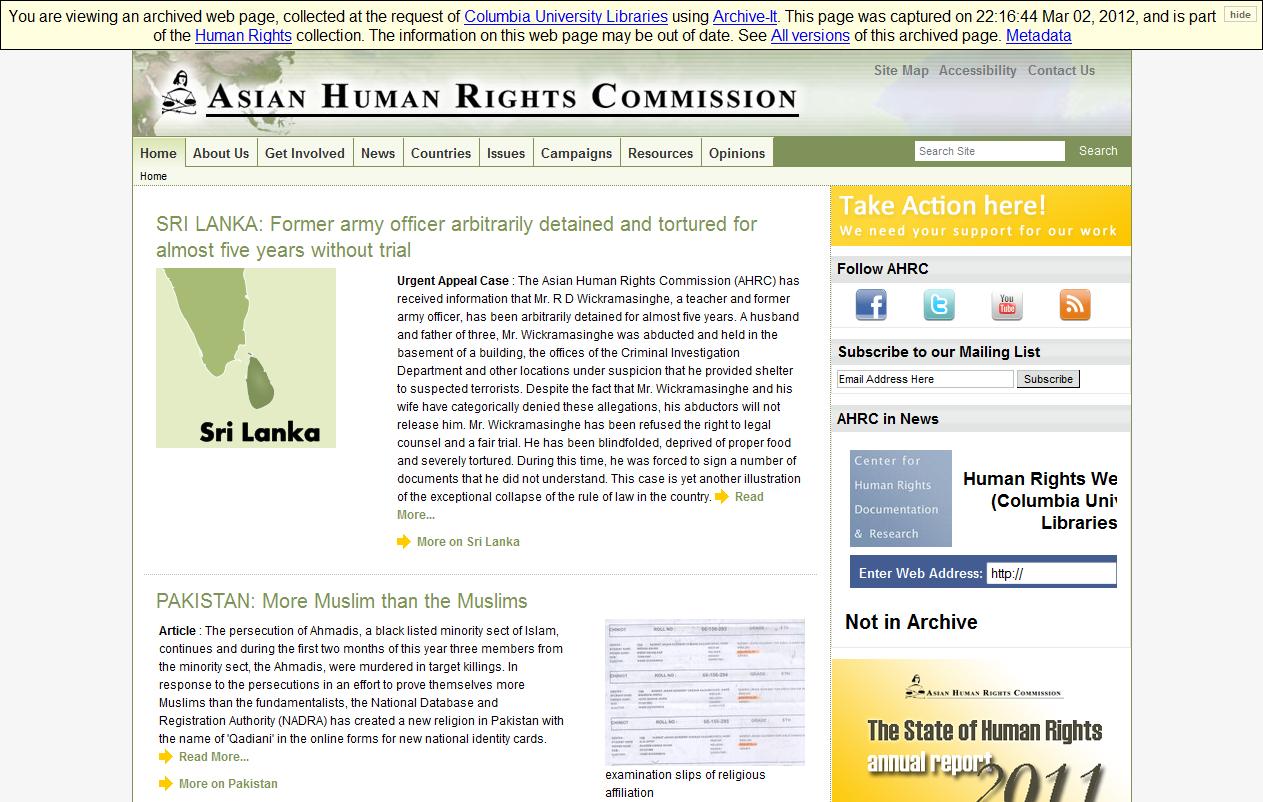 You are viewing an archived web page, collected at the request of Columbia University Libraries using Archive-It. This page was captured on 22:16:44 Mar 02, 2012, and is part
of the Human Rights collection. The information on this web page may be out of date. See All versions of this archived page. Metadata
hide
ASIAN HUMAN RIGHTS COMMISSION
Site Map Accessibility Contact Us
Home About Us Get Involved News Countries Issues Campaigns Resources Opinions
Search Site Search
Home
SRI LANKA: Former army officer arbitrarily detained and tortured for
almost five years without trial
Sri Lanka
Urgent Appeal Case : The Asian Human Rights Commission (AHRC) has
received information that Mr. R D Wickramasinghe, a teacher and former
army officer, has been arbitrarily detained for almost five years. A husband
and father of three, Mr. Wickramasinghe was abducted and held in the
basement of a building, the offices of the Criminal Investigation
Department and other locations under suspicion that he provided shelter
to suspected terrorists. Despite the fact that Mr. Wickramasinghe and his
wife have categorically denied these allegations, his abductors will not
release him. Mr. Wickramasinghe has been refused the right to legal
counsel and a fair trial. He has been blindfolded, deprived of proper food
and severely tortured. During this time, he was forced to sign a number of
documents that he did not understand. This case is yet another illustration
of the exceptional collapse of the rule of law in the country. Read
More...
More on Sri Lanka
PAKISTAN: More Muslim than the Muslims
Article : The persecution of Ahmadis, a black listed minority sect of Islam,
continues and during the first two months of this year three members from
the minority sect, the Ahmadis, were murdered in target killings. In
response to the persecutions in an effort to prove themselves more
Muslims than the fundamentalists, the National Database and
Registration Authority (NADRA) has created a new religion in Pakistan with
the name of 'Qadiani' in the online forms for new national identity cards.
Read More...
More on Pakistan
CHINIOT ROLL NO : GRADE :
CHINIOT ROLL NO : GRADE :
CHINIOT ROLL NO : GRADE :
examination slips of religious
affiliation
Take Action here!
We need your support for our work
Follow AHRC
You
Tube
Subscribe to our Mailing List
Email Address Here Subscribe
AHRC in News
Center for
Human Rights
Documentation
& Research
Human Rights We
(Columbia Uni
Libraries
Enter Web Address: http://
Not in Archive
ASIAN HUMAN RIGHTS COMMISSION
The State of Human Rights
annual report
2011